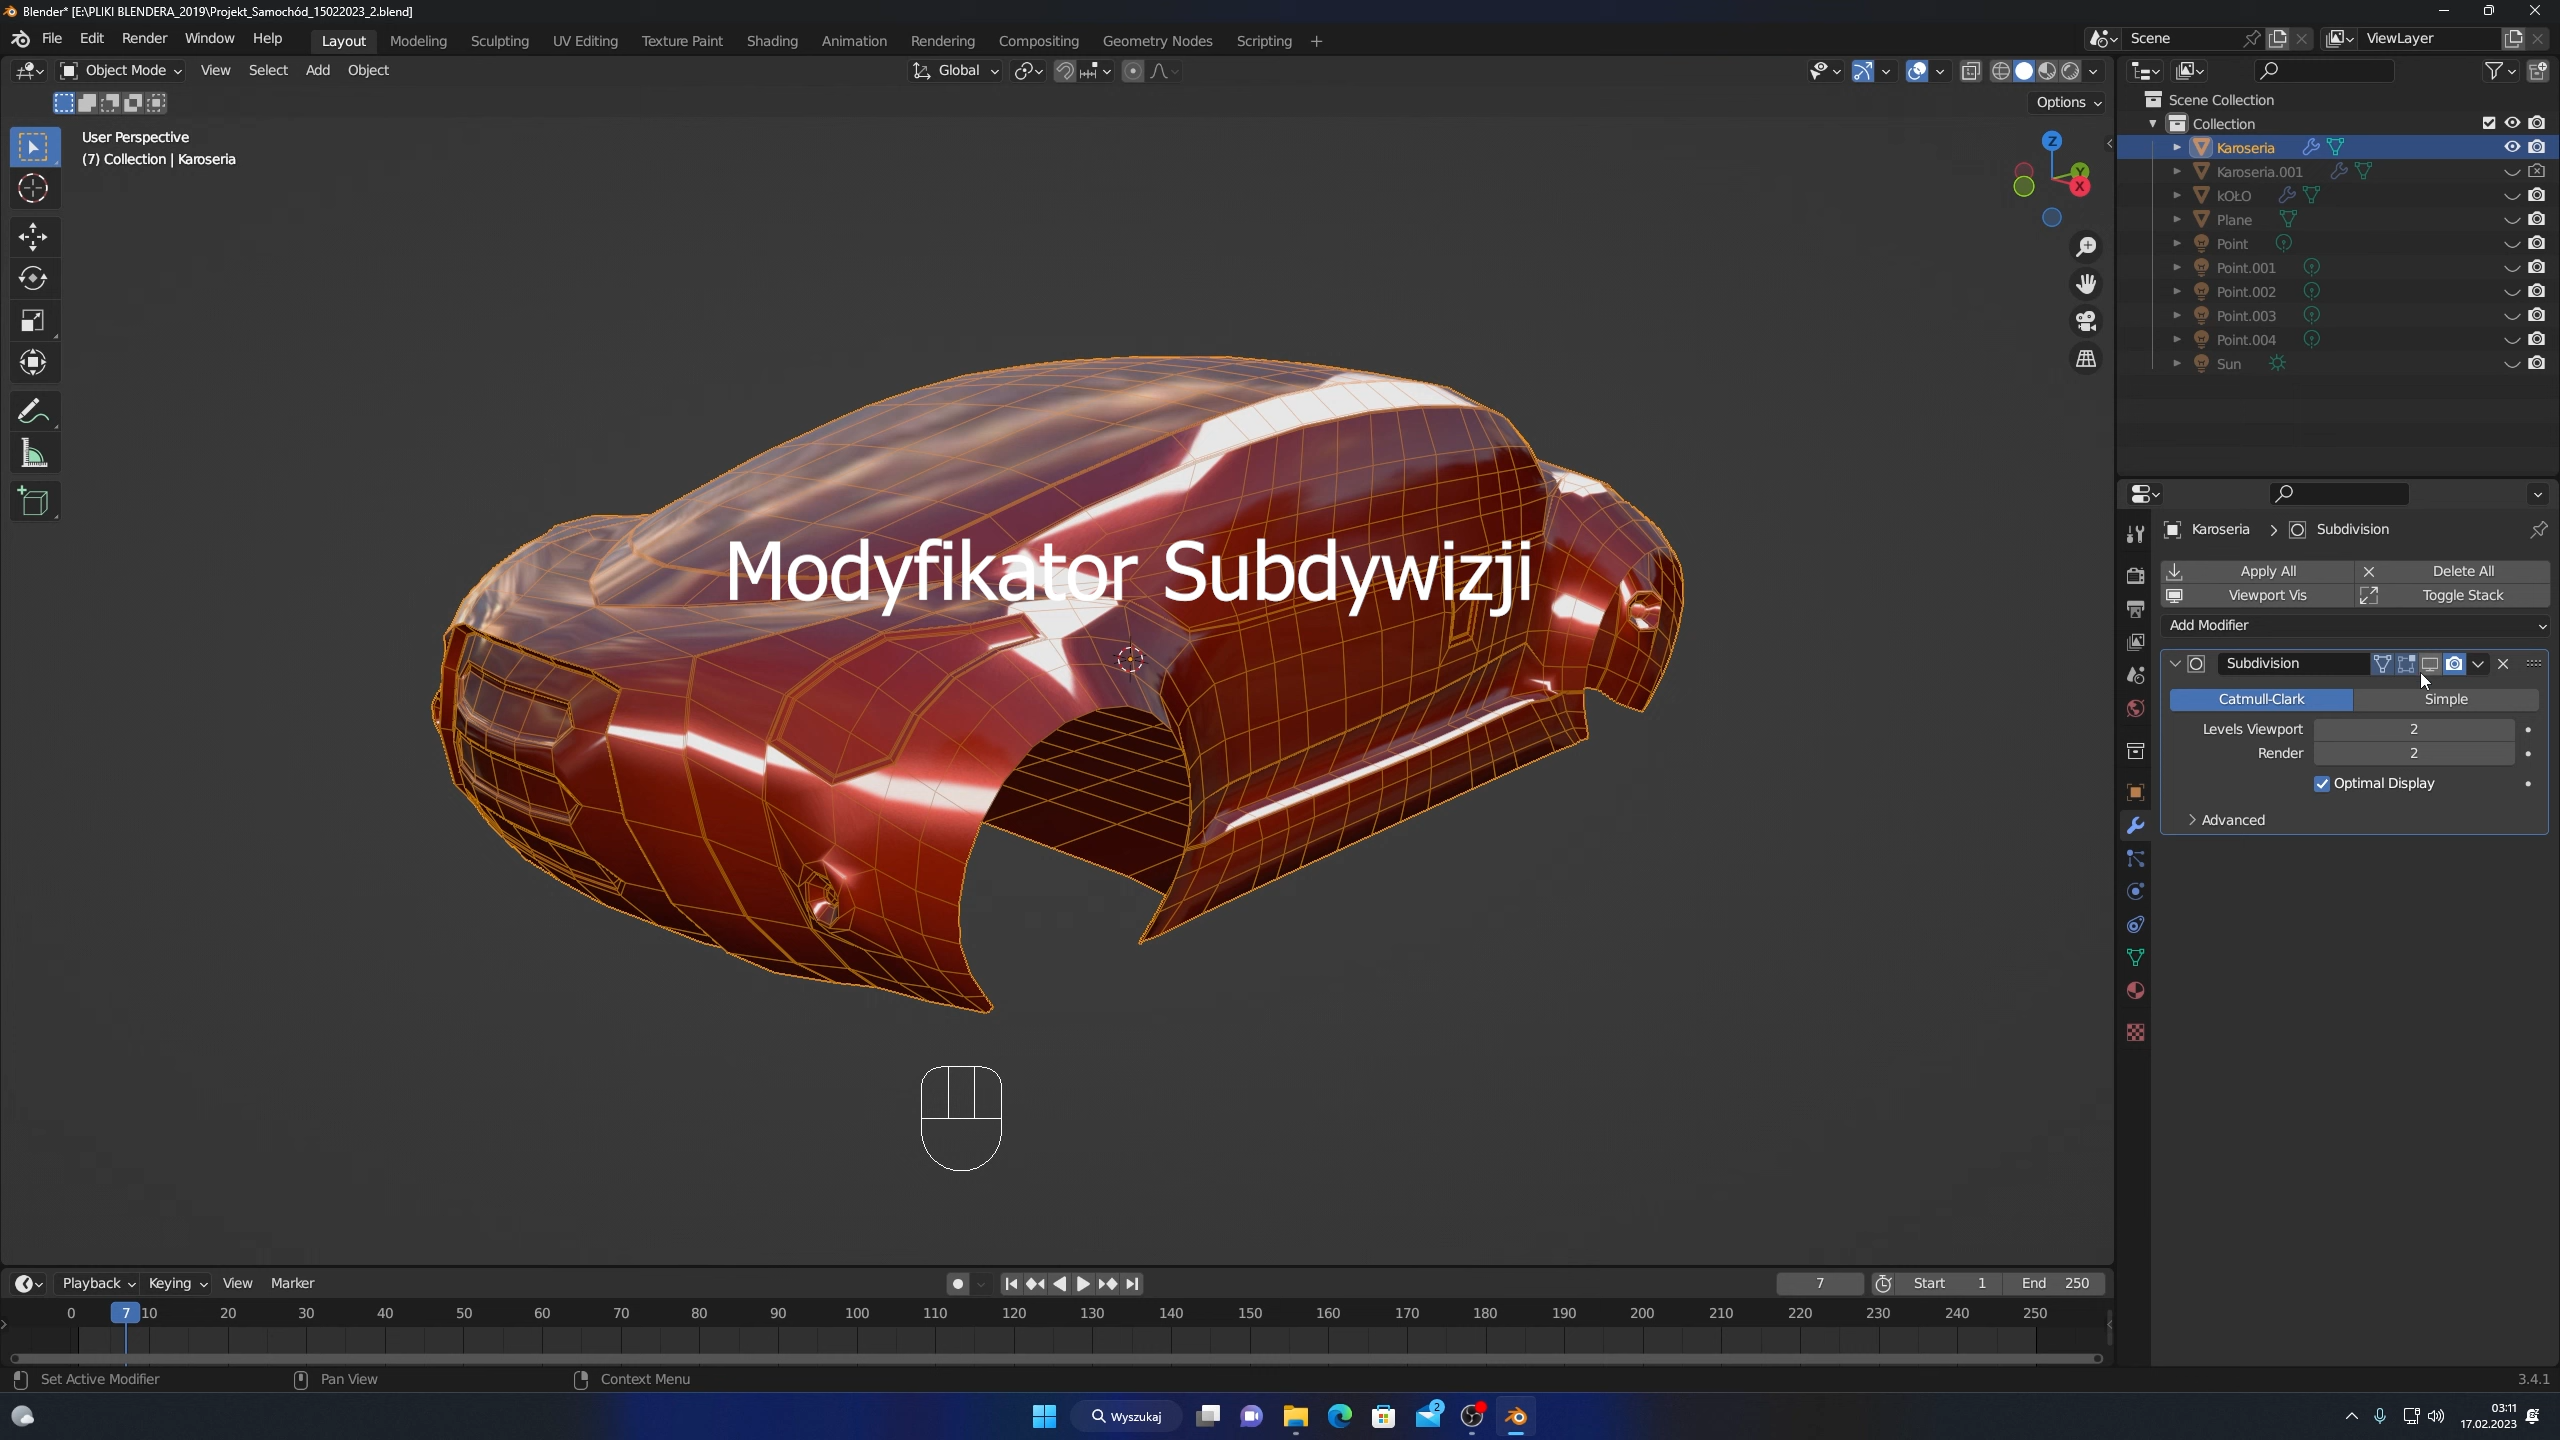 Blender* [E:\PLIKI BLENDERA_2019\Projekt_Samochód_15022023_2.blend]
File Edit Render Window Help Layout Modeling Sculpting UV Editing Texture Paint Shading Animation Rendering Compositing Geometry Nodes Scripting + Scene ViewLayer
Object Mode View Select Add Object Global
Options
User Perspective
(7) Collection | Karoseria
Z
Y
X
Scene Collection
Collection
Karoseria
Karoseria.001
kOŁO
Plane
Point
Point.001
Point.002
Point.003
Point.004
Sun
Modyfikator Subdywizji
Karoseria > Subdivision
Apply All Delete All
Viewport Vis Toggle Stack
Add Modifier
Subdivision
Catmull-Clark Simple
Levels Viewport 2
Render 2
Optimal Display
Advanced
Playback Keying View Marker 7 Start 1 End 250
0 7 10 20 30 40 50 60 70 80 90 100 110 120 130 140 150 160 170 180 190 200 210 220 230 240 250
Set Active Modifier Pan View Context Menu 3.4.1
Wyszukaj 2 03:11
17.02.2023